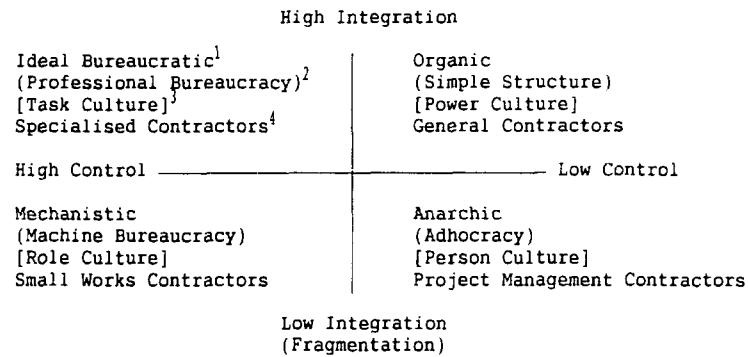 High Integration
Ideal Bureaucratic¹
(Professional Bureaucracy)²
[Task Culture]³
Specialised Contractors⁴
Organic
(Simple Structure)
[Power Culture]
General Contractors
High Control
Low Control
Mechanistic
(Machine Bureaucracy)
[Role Culture]
Small Works Contractors
Anarchic
(Adhocracy)
[Person Culture]
Project Management Contractors
Low Integration
(Fragmentation)